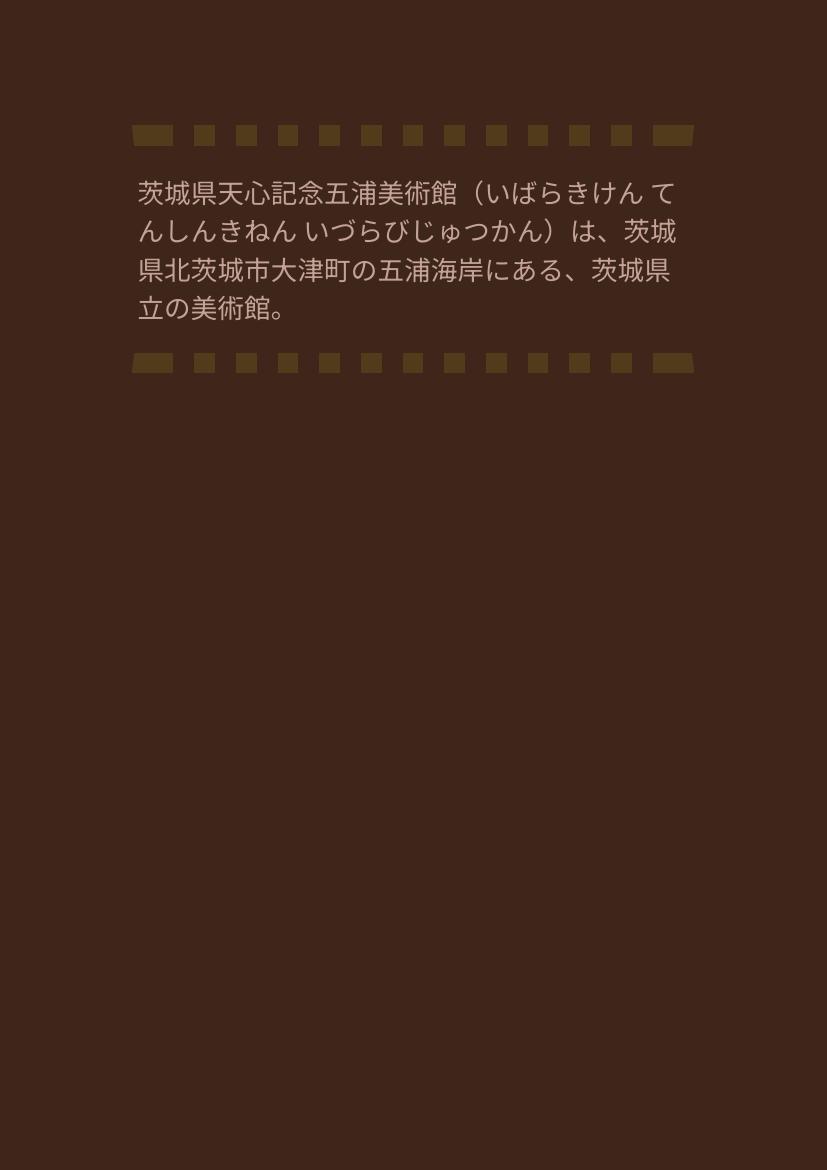 茨城県天心記念五浦美術館（いばらきけん て
んしんきねん いづらびじゅつかん）は、茨城
県北茨城市大津町の五浦海岸にある、茨城県
立の美術館。